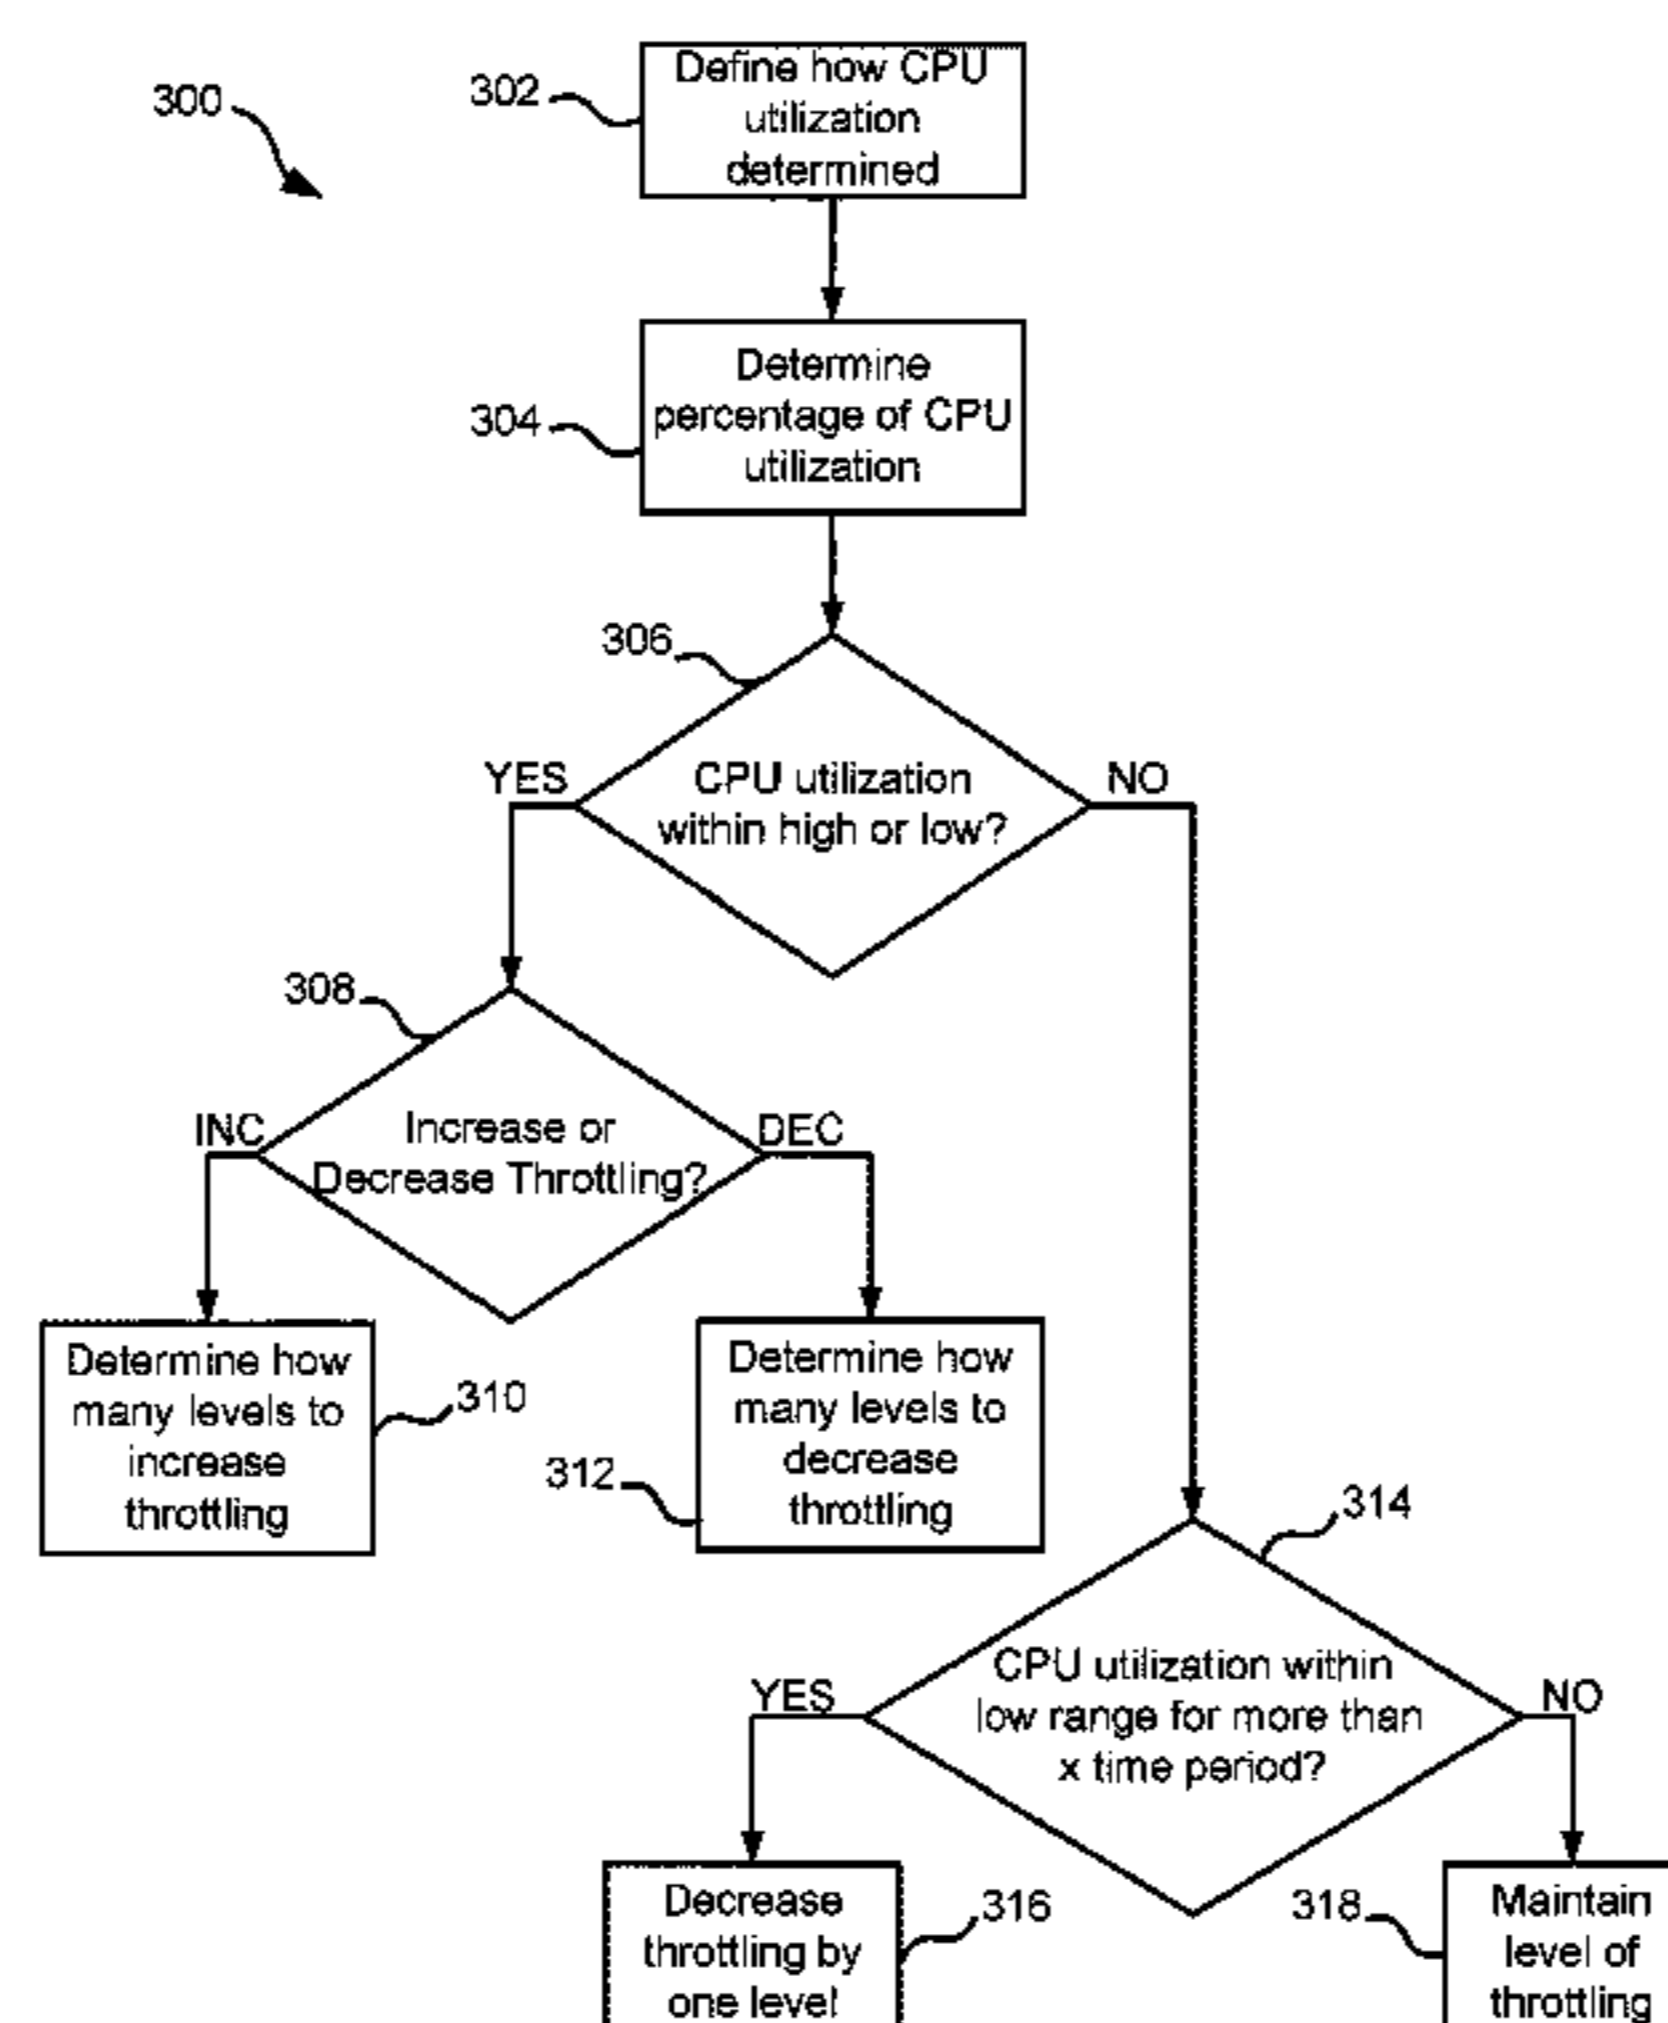 300
302
Define how CPU
utilization
determined
304
Determine
percentage of CPU
utilization
306
YES
CPU utilization
within high or low?
NO
308
INC
Increase or
Decrease Throttling?
DEC
Determine how
many levels to
increase
throttling
310
312
Determine how
many levels to
decrease
throttling
314
YES
CPU utilization within
low range for more than
x time period?
NO
Decrease
throttling by
one level
316
318
Maintain
level of
throttling